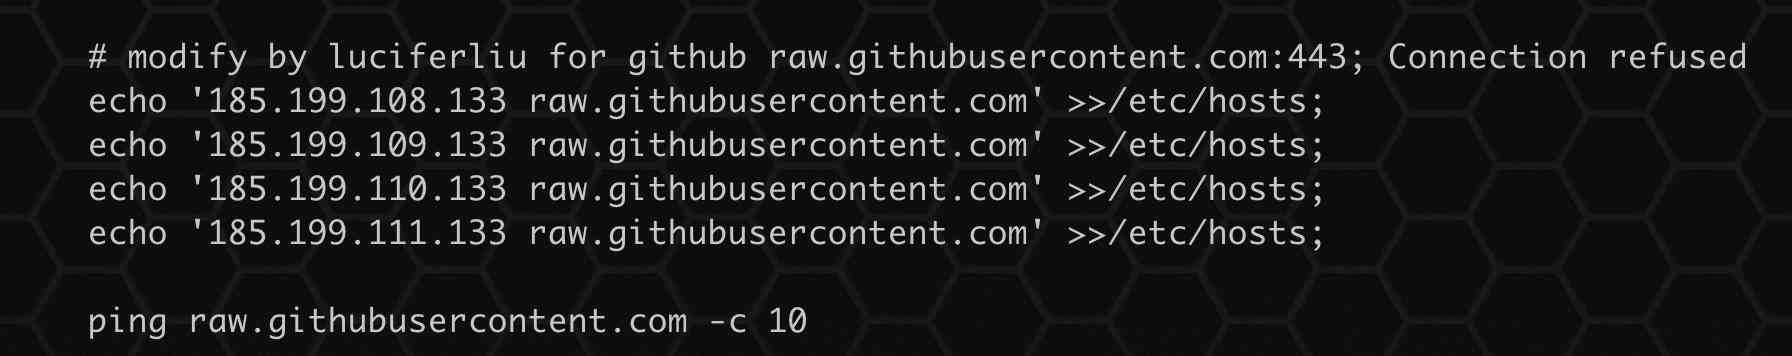 # modify by luciferliu for github raw.githubusercontent.com:443; Connection refused
echo '185.199.108.133 raw.githubusercontent.com' >>/etc/hosts;
echo '185.199.109.133 raw.githubusercontent.com' >>/etc/hosts;
echo '185.199.110.133 raw.githubusercontent.com' >>/etc/hosts;
echo '185.199.111.133 raw.githubusercontent.com' >>/etc/hosts;
ping raw.githubusercontent.com -c 10